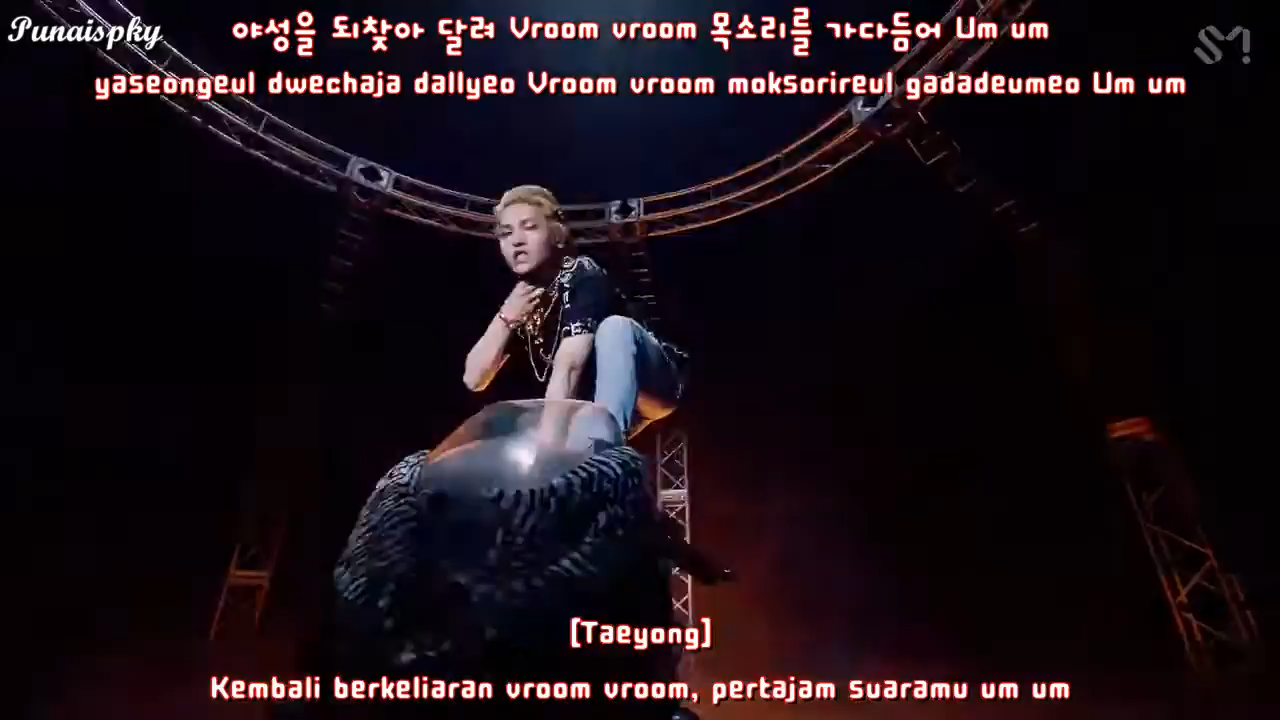 Punaispky
SM
야성을 되찾아 달려 Vroom vroom 목소리를 가다듬어 Um um
yaseongeul dwechaja dallyeo Vroom vroom moksorireul gadadeumeo Um um
[Taeyong]
Kembali berkeliaran vroom vroom, pertajam suaramu um um